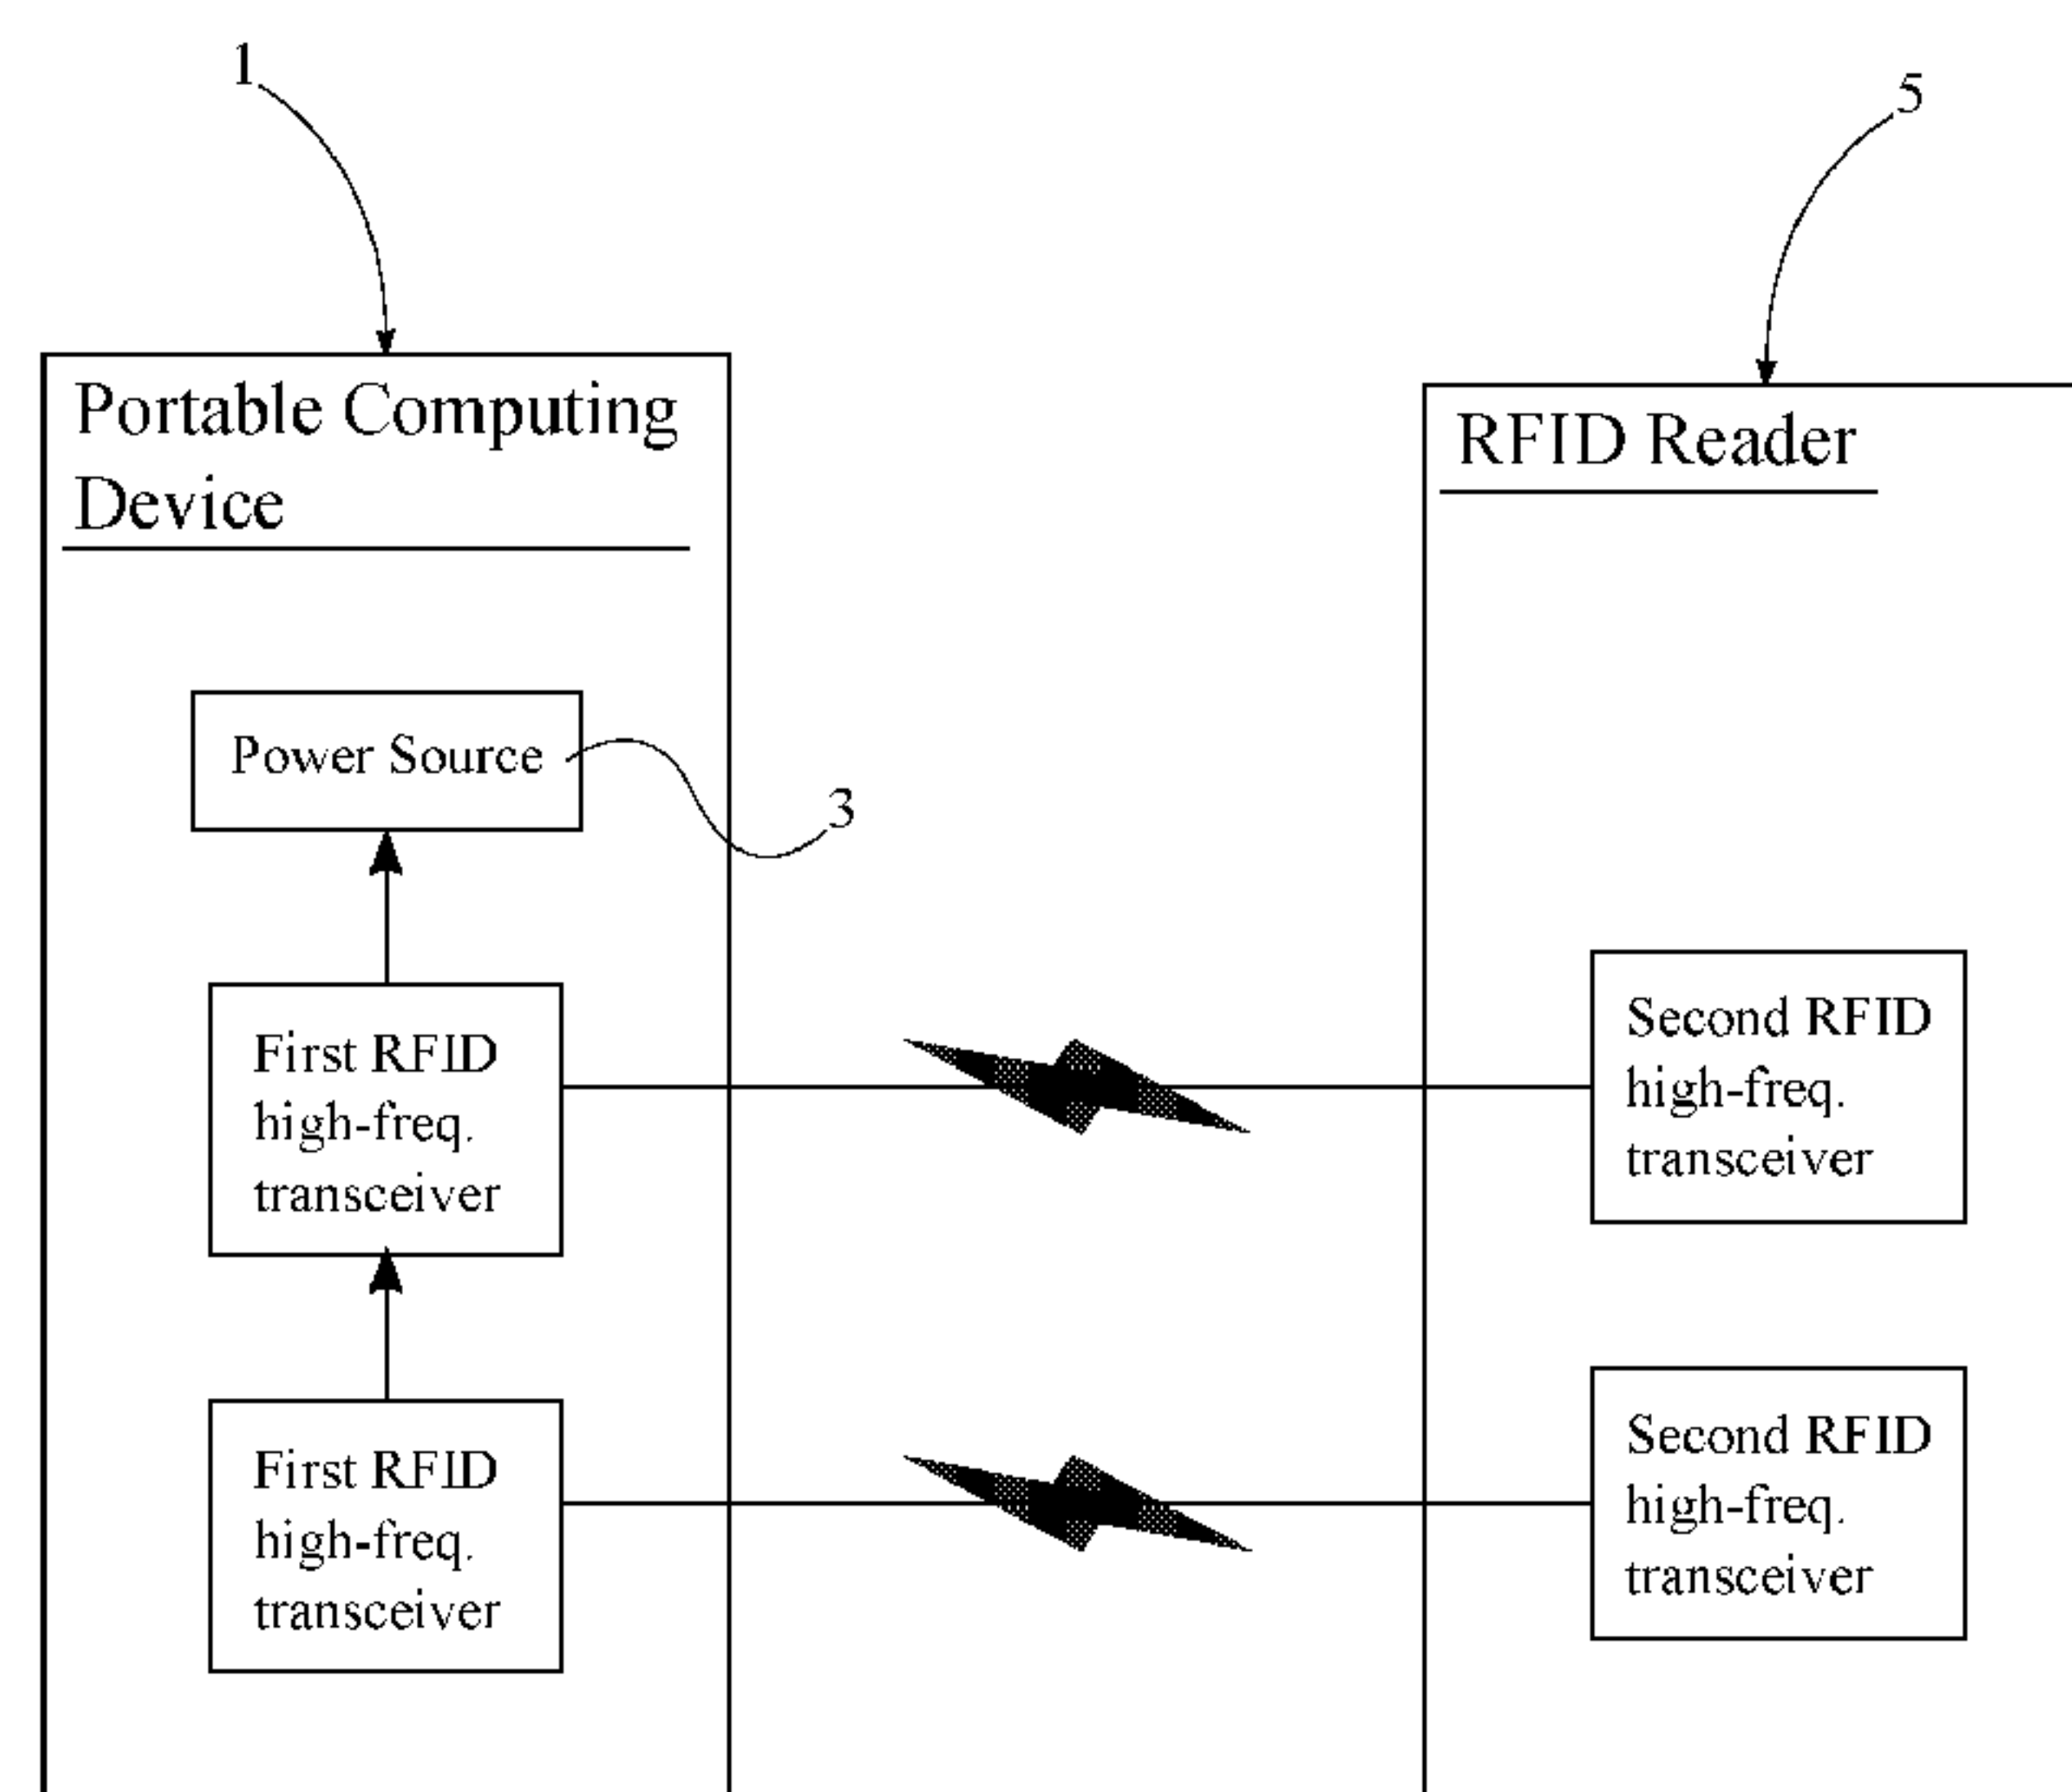 1
5
Portable Computing
Device
RFID Reader
Power Source
3
First RFID
high-freq.
transceiver
Second RFID
high-freq.
transceiver
First RFID
high-freq.
transceiver
Second RFID
high-freq.
transceiver